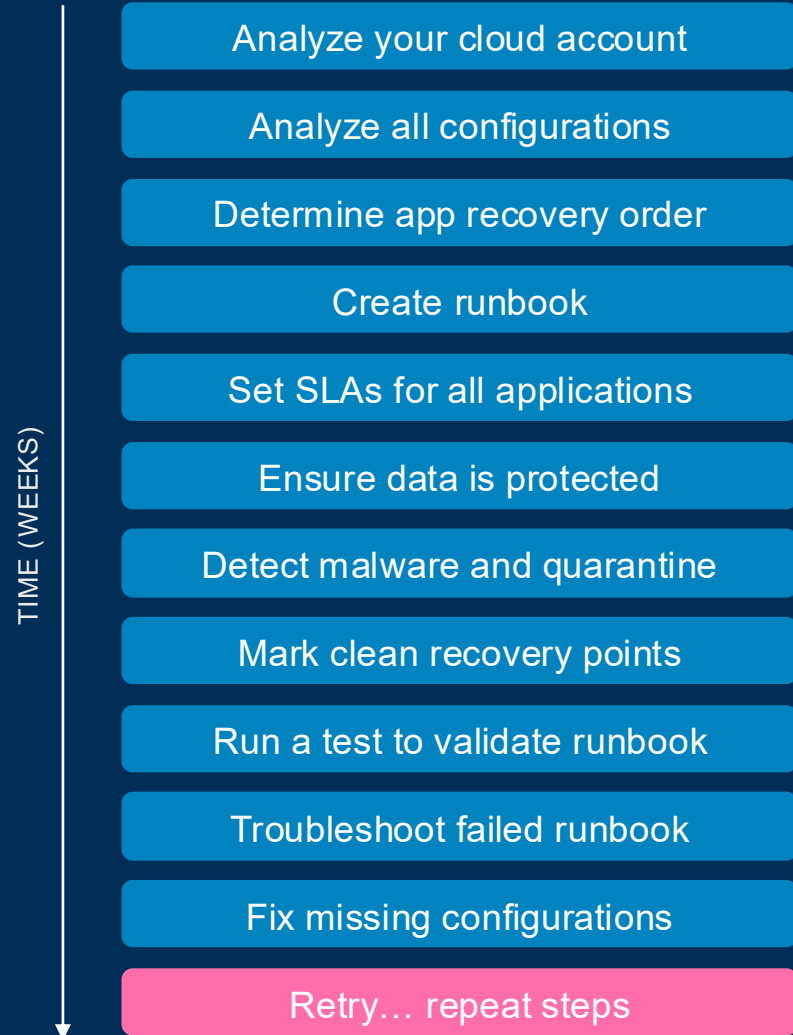 Analyze your cloud account
Analyze all configurations
Determine app recovery order
Create runbook
Set SLAs for all applications
TIME (WEEKS)
Ensure data is protected
Detect malware and quarantine
Mark clean recovery points
Run a test to validate runbook
Troubleshoot failed runbook
Fix missing configurations
Retry… repeat steps